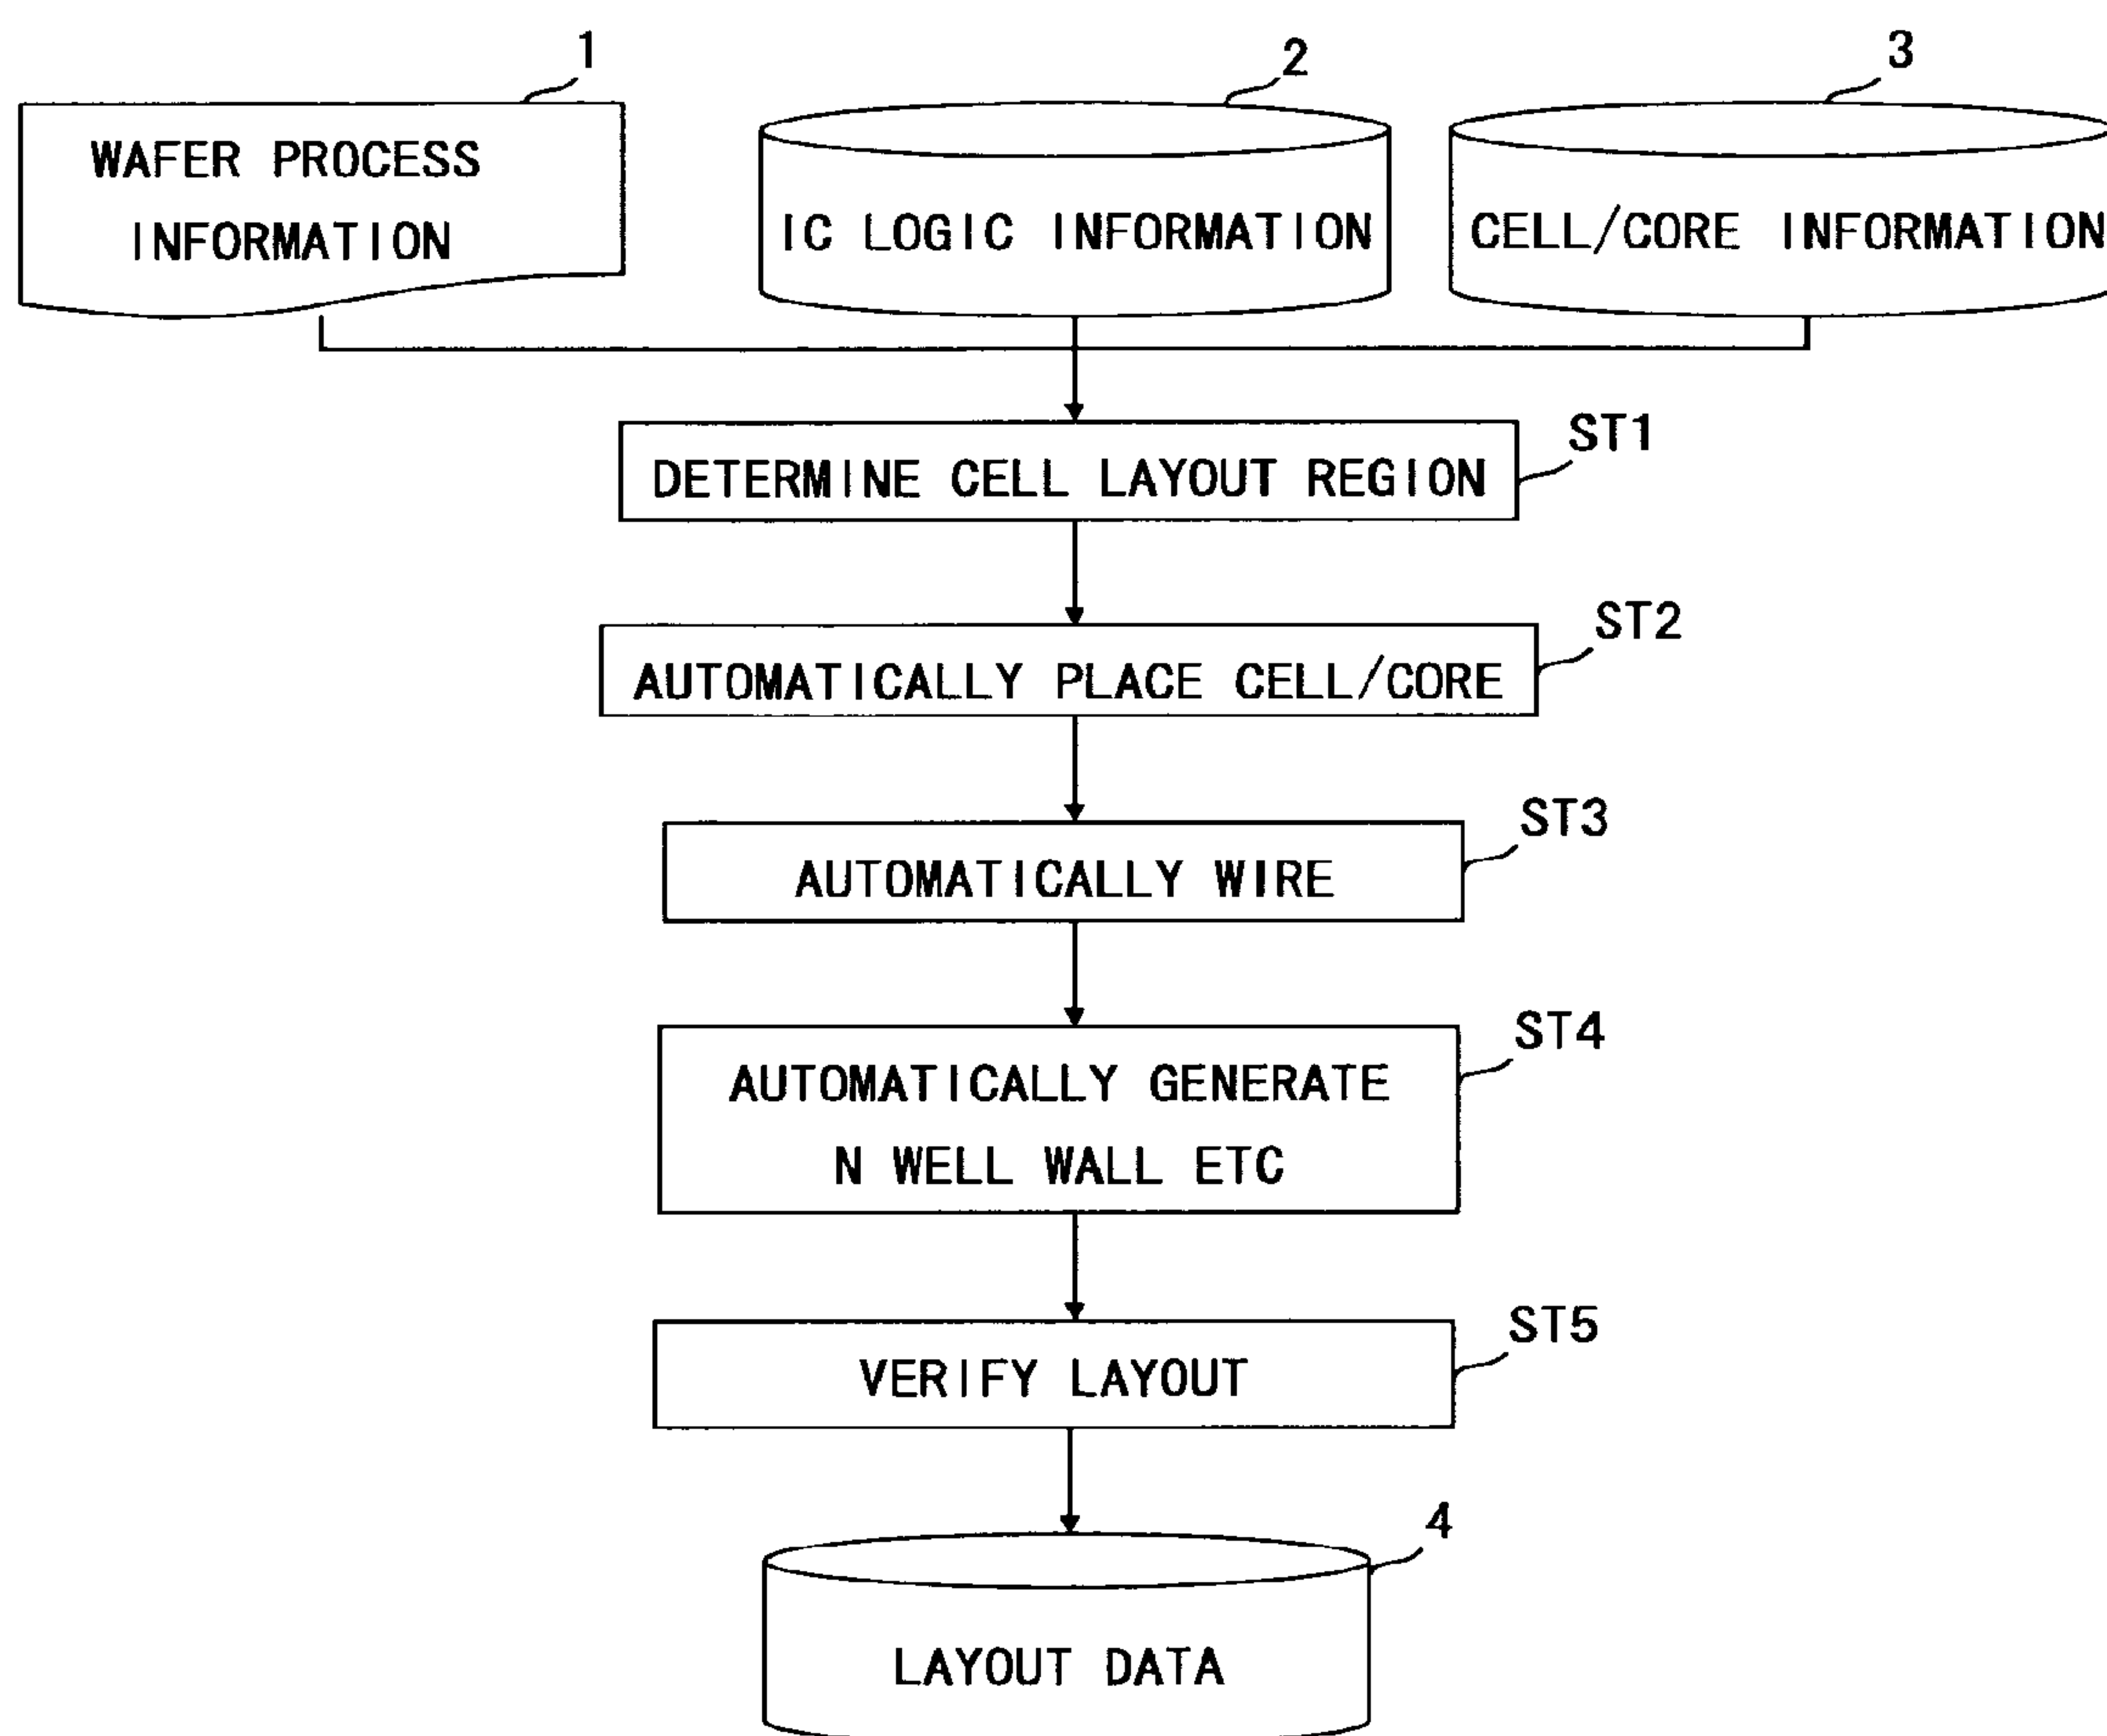 1
2
3
WAFER PROCESS
INFORMATION
IC LOGIC INFORMATION
CELL/CORE INFORMATION
ST1
DETERMINE CELL LAYOUT REGION
ST2
AUTOMATICALLY PLACE CELL/CORE
ST3
AUTOMATICALLY WIRE
ST4
AUTOMATICALLY GENERATE
N WELL WALL ETC
ST5
VERIFY LAYOUT
4
LAYOUT DATA